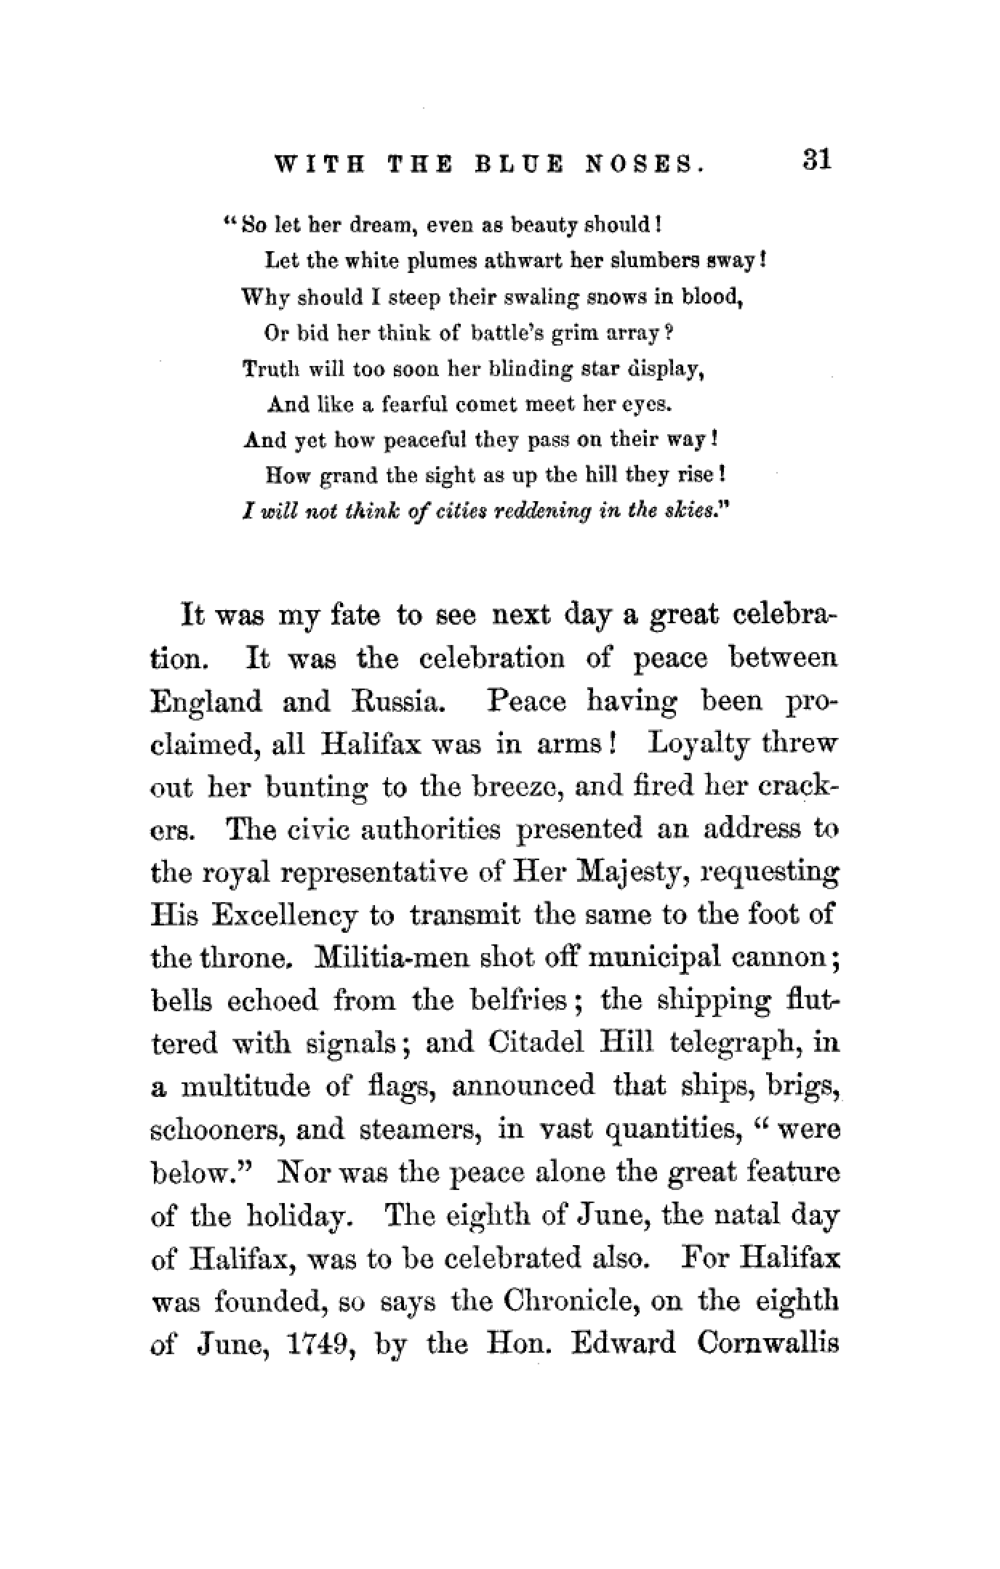 WITH THE BLUE NOSES. 31
“So let her dream, even as beauty should!
Let the white plumes athwart her slumbers sway!
Why should I steep their swaling snows in blood,
Or bid her think of battle’s grim array?
Truth will too soon her blinding star display,
And like a fearful comet meet her eyes.
And yet how peaceful they pass on their way!
How grand the sight as up the hill they rise!
I will not think of cities reddening in the skies.”
It was my fate to see next day a great celebra-
tion. It was the celebration of peace between
England and Russia. Peace having been pro-
claimed, all Halifax was in arms! Loyalty threw
out her bunting to the breeze, and fired her crack-
ers. The civic authorities presented an address to
the royal representative of Her Majesty, requesting
His Excellency to transmit the same to the foot of
the throne. Militia-men shot off municipal cannon;
bells echoed from the belfries; the shipping flut-
tered with signals; and Citadel Hill telegraph, in
a multitude of flags, announced that ships, brigs,
schooners, and steamers, in vast quantities, “were
below.” Nor was the peace alone the great feature
of the holiday. The eighth of June, the natal day
of Halifax, was to be celebrated also. For Halifax
was founded, so says the Chronicle, on the eighth
of June, 1749, by the Hon. Edward Cornwallis